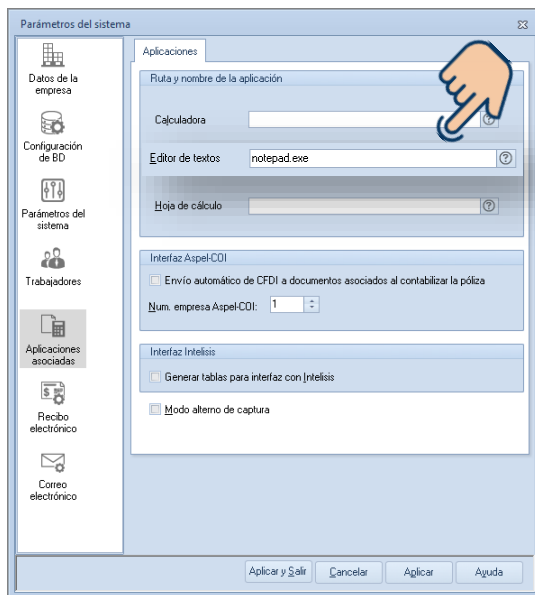 Parámetros del sistema
Datos de la
empresa
Configuración
de BD
Parámetros del
sistema
Trabajadores
Aplicaciones
asociadas
Recibo
electrónico
Correo
electrónico
Aplicaciones
Ruta y nombre de la aplicación
Calculadora
Editor de textos notepad.exe
Hoja de cálculo
Interfaz Aspel-COI
Envío automático de CFDI a documentos asociados al contabilizar la póliza
Num. empresa Aspel-COI: 1
Interfaz Intelisis
Generar tablas para interfaz con Intelisis
Modo alterno de captura
Aplicar y Salir Cancelar Aplicar Ayuda